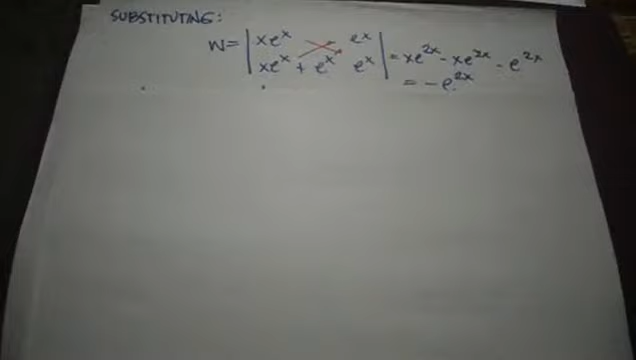 SUBSTITUTING:
W = | xe^x e^x | = xe^2x - xe^2x - e^2x
| xe^x + e^x e^x |
= - e^2x